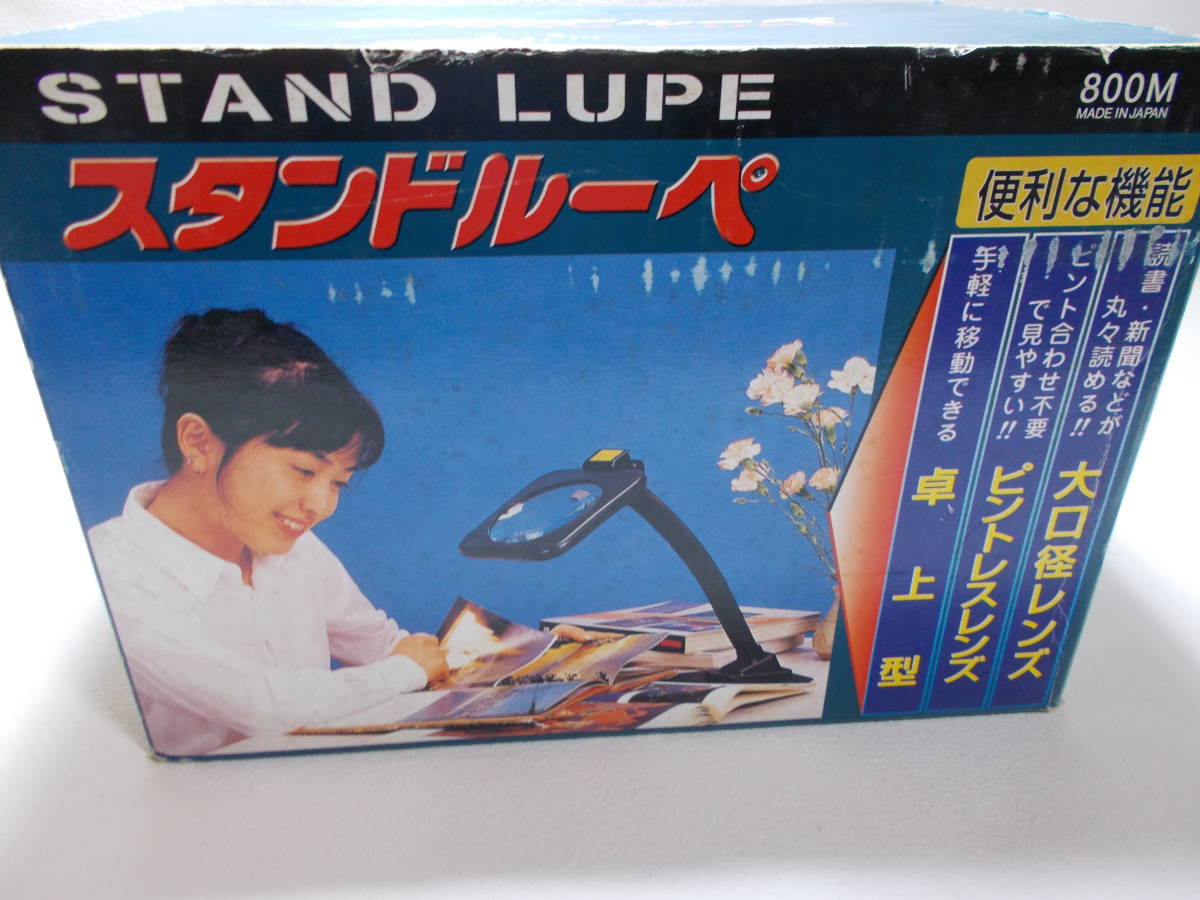 STAND LUPE
800M
MADE IN JAPAN
スタンドルーペ
便利な機能
読書・新聞などが
丸々読める!!
大口径レンズ
ピント合わせ不要
で見やすい!!
ピントレスレンズ
手軽に移動できる
卓上型